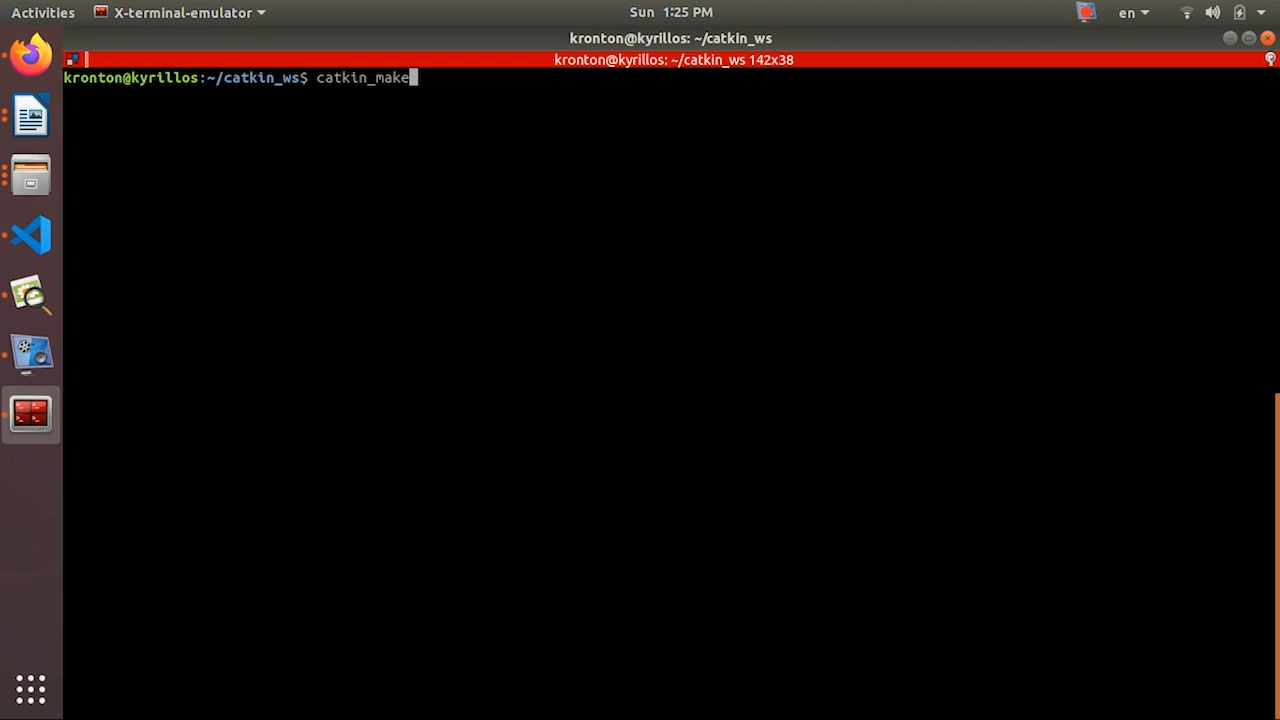 Activities X-terminal-emulator Sun 1:25 PM en
kronton@kyrillos: ~/catkin_ws
kronton@kyrillos: ~/catkin_ws 142x38
kronton@kyrillos:~/catkin_ws$ catkin_make